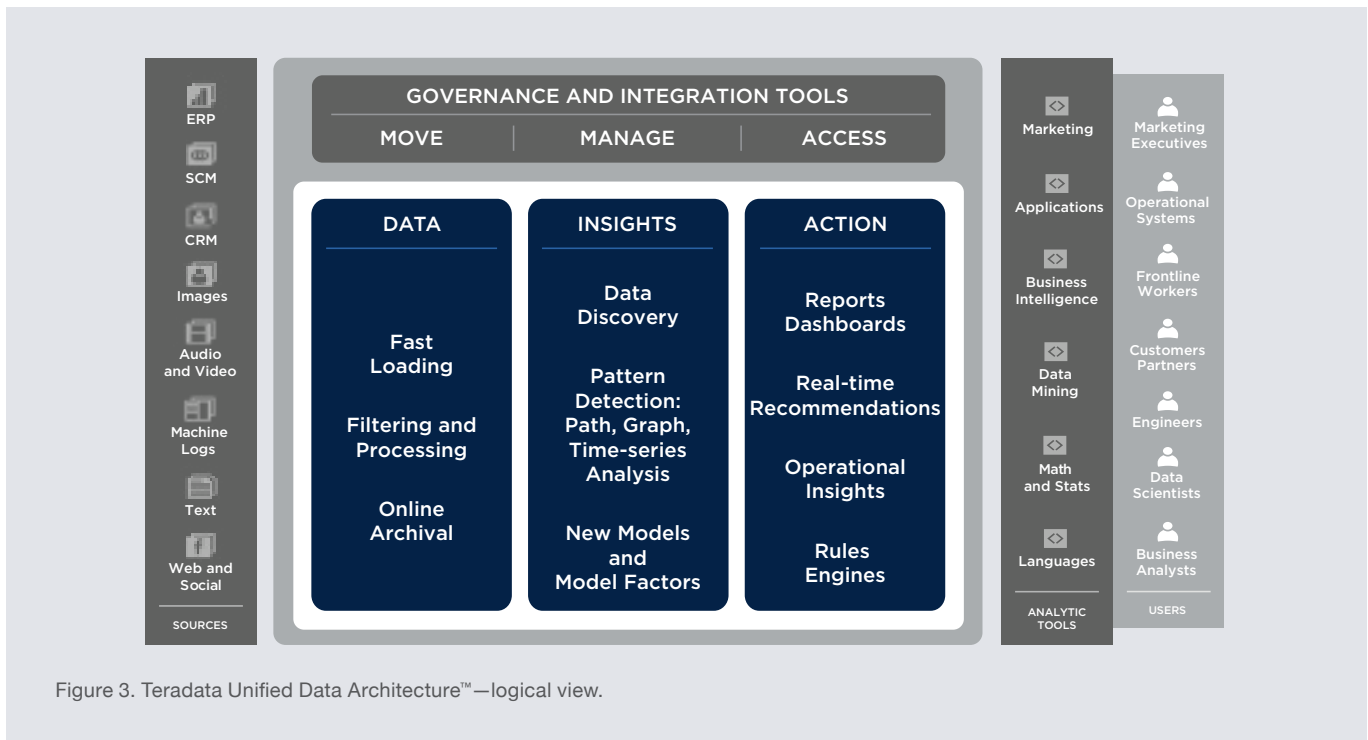 ERP
SCM
CRM
Images
Audio
and Video
Machine
Logs
Text
Web and
Social
SOURCES
GOVERNANCE AND INTEGRATION TOOLS
MOVE
MANAGE
ACCESS
DATA
Fast
Loading
Filtering and
Processing
Online
Archival
INSIGHTS
Data
Discovery
Pattern
Detection:
Path, Graph,
Time-series
Analysis
New Models
and
Model Factors
ACTION
Reports
Dashboards
Real-time
Recommendations
Operational
Insights
Rules
Engines
Marketing
Applications
Business
Intelligence
Data
Mining
Math
and Stats
Languages
ANALYTIC
TOOLS
Marketing
Executives
Operational
Systems
Frontline
Workers
Customers
Partners
Engineers
Data
Scientists
Business
Analysts
USERS
Figure 3. Teradata Unified Data Architecture™—logical view.